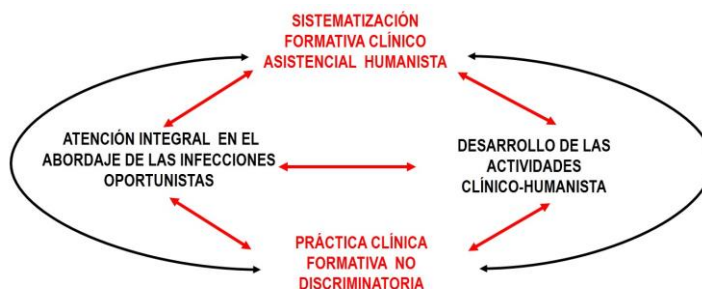 SISTEMATIZACIÓN
FORMATIVA CLÍNICO
ASISTENCIAL HUMANISTA
ATENCIÓN INTEGRAL EN EL
ABORDAJE DE LAS INFECCIONES
OPORTUNISTAS
DESARROLLO DE LAS
ACTIVIDADES
CLÍNICO-HUMANISTA
PRÁCTICA CLÍNICA
FORMATIVA NO
DISCRIMINATORIA